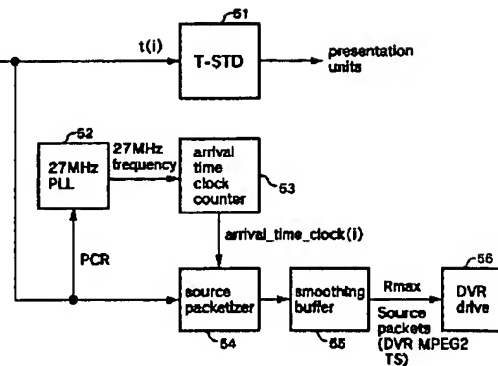 51
t(i)
T-STD
presentation
units
52
27MHz
frequency
27MHz
PLL
arrival
time
clock
counter
53
PCR
arrival_time_clock(i)
source
packetizer
54
smoothing
buffer
55
Rmax
Source
packets
(DVR MPEG2
TS)
56
DVR
drive